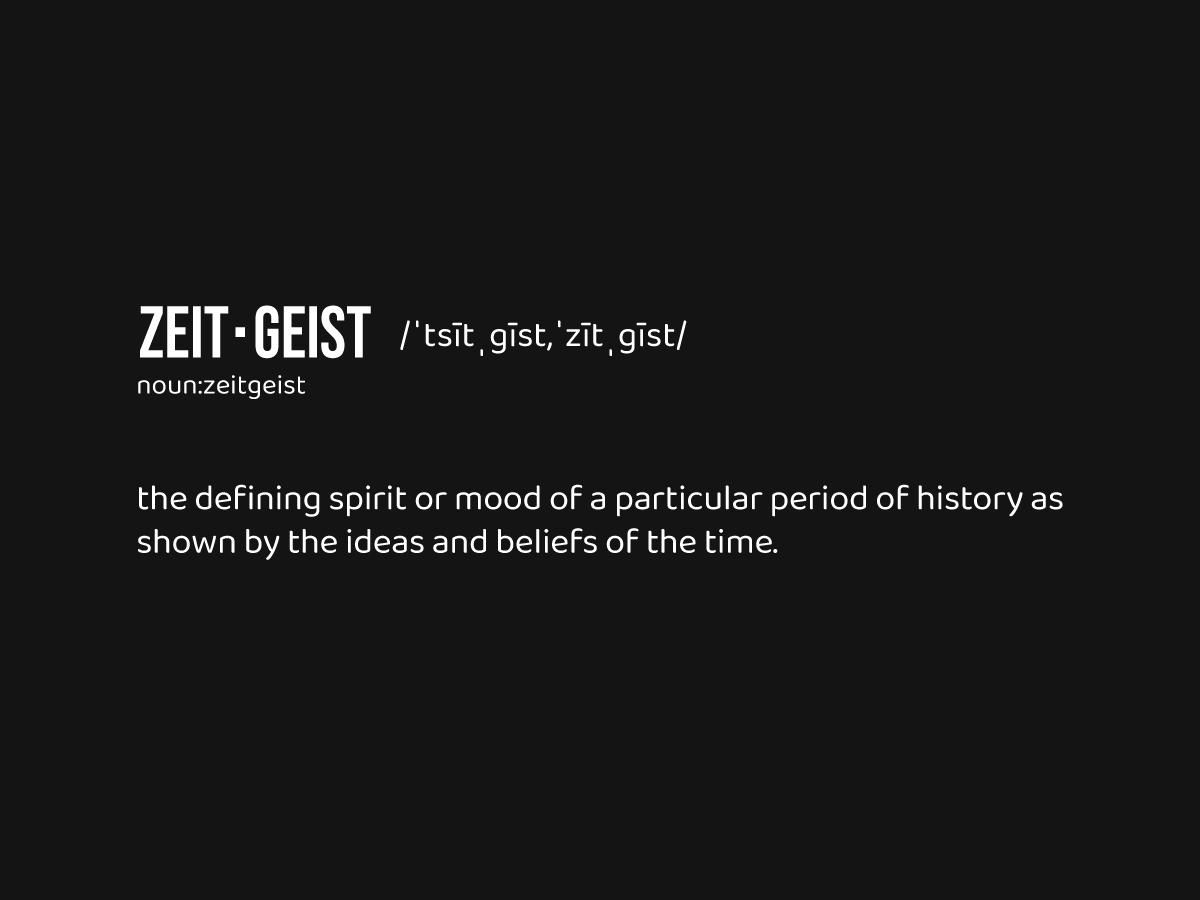 ZEIT·GEIST /ˈtsītˌgīst,ˈzītˌgīst/
noun:zeitgeist
the defining spirit or mood of a particular period of history as
shown by the ideas and beliefs of the time.